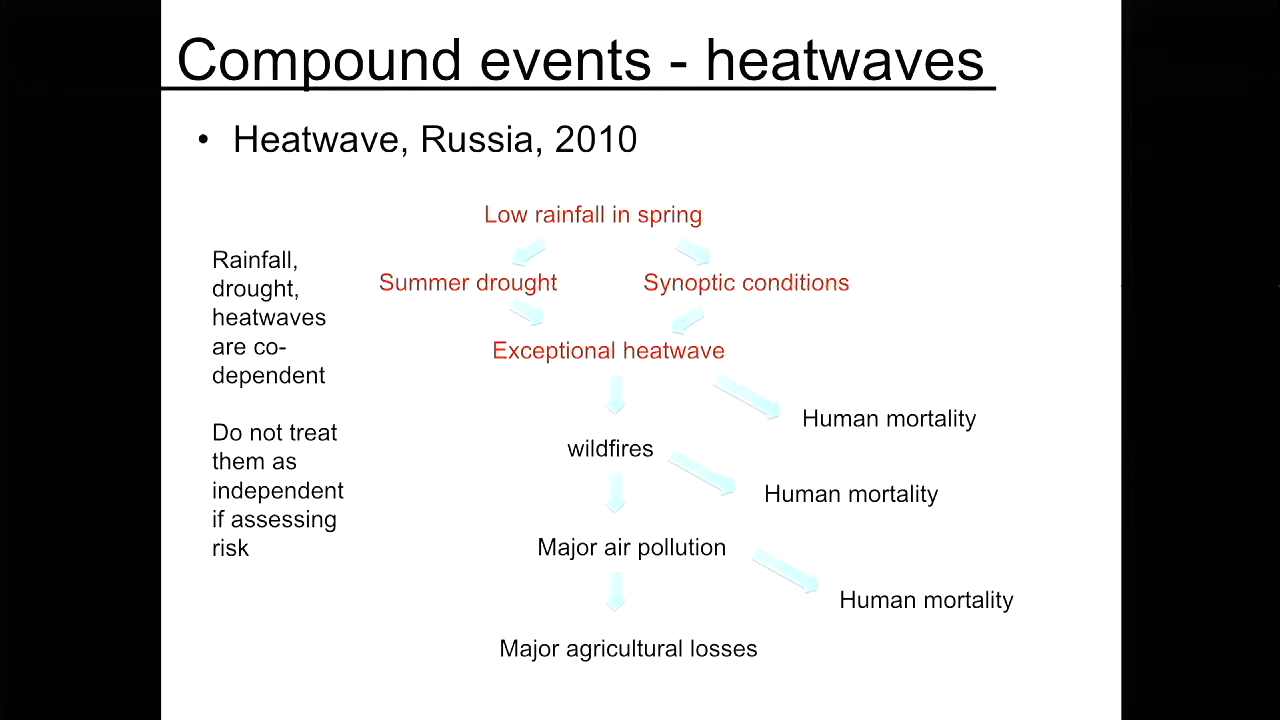 Compound events - heatwaves
• Heatwave, Russia, 2010
Low rainfall in spring
Rainfall,
drought,
heatwaves
are co-
dependent
Summer drought
Synoptic conditions
Exceptional heatwave
Human mortality
Do not treat
them as
independent
if assessing
risk
wildfires
Human mortality
Major air pollution
Human mortality
Major agricultural losses